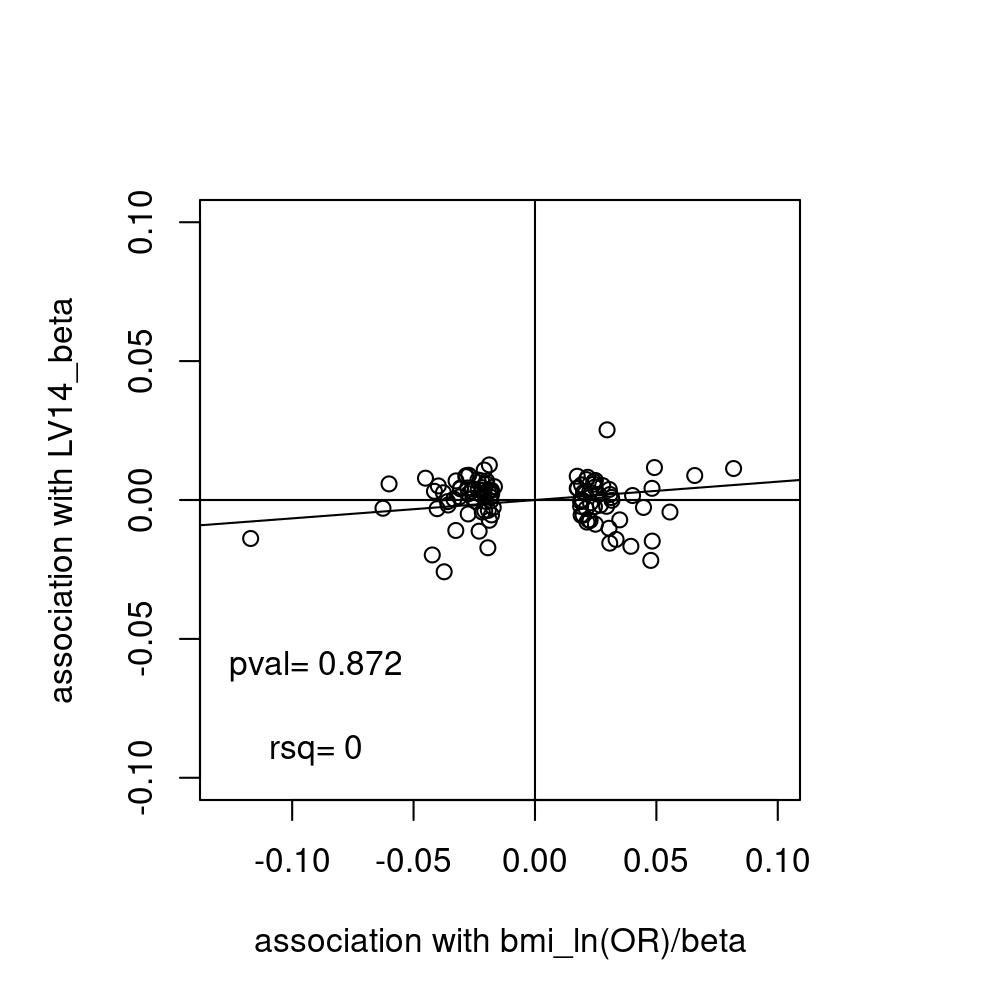 association with LV14_beta
0.10
0.05
0.00
-0.05
-0.10
pval= 0.872
rsq= 0
-0.10 -0.05 0.00 0.05 0.10
association with bmi_ln(OR)/beta